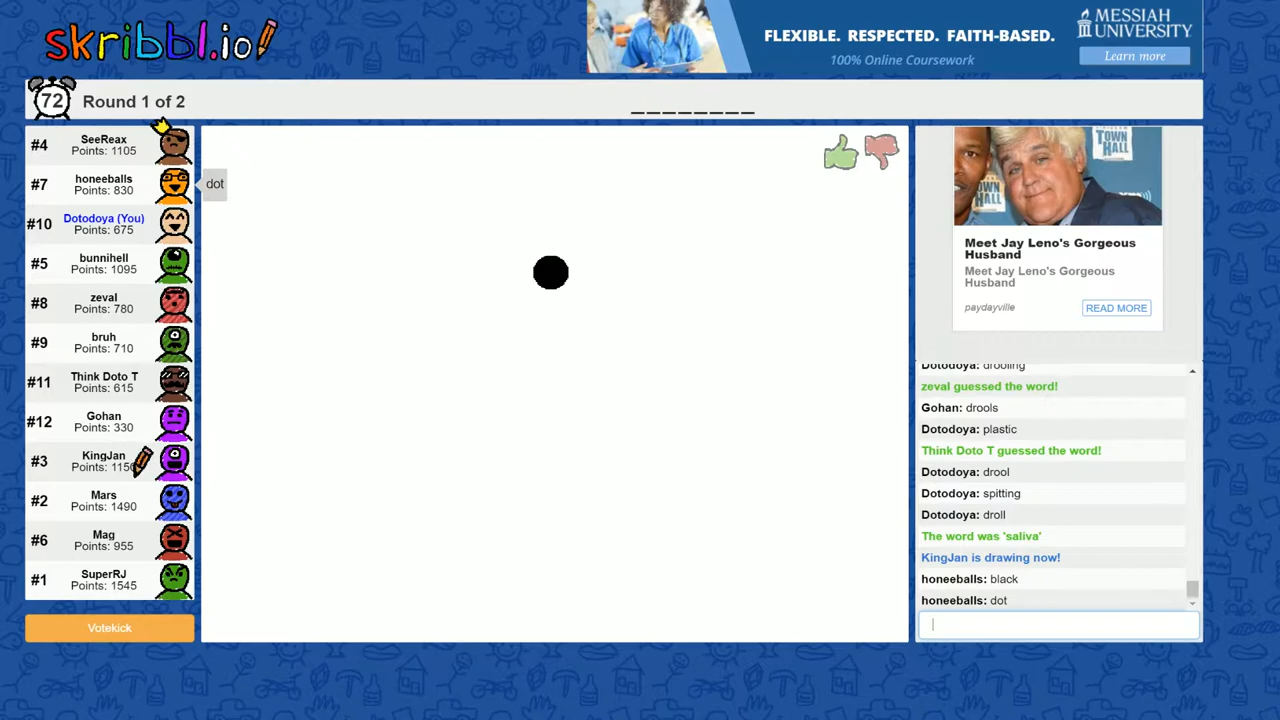 skribbl.io!
FLEXIBLE. RESPECTED. FAITH-BASED.
100% Online Coursework
MESSIAH
UNIVERSITY
Learn more
72
Round 1 of 2
________
#4
SeeReax
Points: 1105
#7
honeeballs
Points: 830
dot
#10
Dotodoya (You)
Points: 675
#5
bunnihell
Points: 1095
#8
zeval
Points: 780
#9
bruh
Points: 710
#11
Think Doto T
Points: 615
#12
Gohan
Points: 330
#3
KingJan
Points: 1150
#2
Mars
Points: 1490
#6
Mag
Points: 955
#1
SuperRJ
Points: 1545
Votekick
TOWN
HALL
Meet Jay Leno's Gorgeous
Husband
Meet Jay Leno's Gorgeous
Husband
paydayville
READ MORE
Dotodoya: drooling
zeval guessed the word!
Gohan: drools
Dotodoya: plastic
Think Doto T guessed the word!
Dotodoya: drool
Dotodoya: spitting
Dotodoya: droll
The word was 'saliva'
KingJan is drawing now!
honeeballs: black
honeeballs: dot